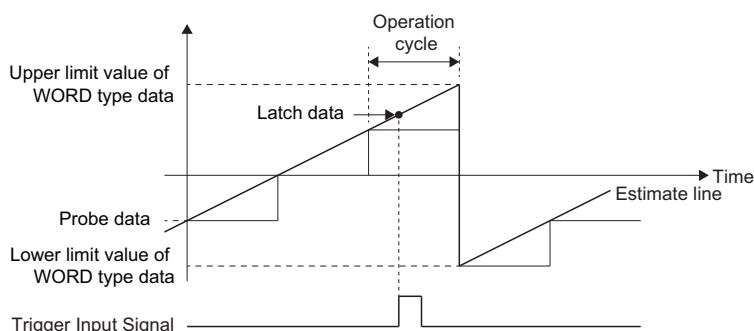 Operation
cycle
Upper limit value of
WORD type data
Latch data
Time
Estimate line
Probe data
Lower limit value of
WORD type data
Trigger Input Signal